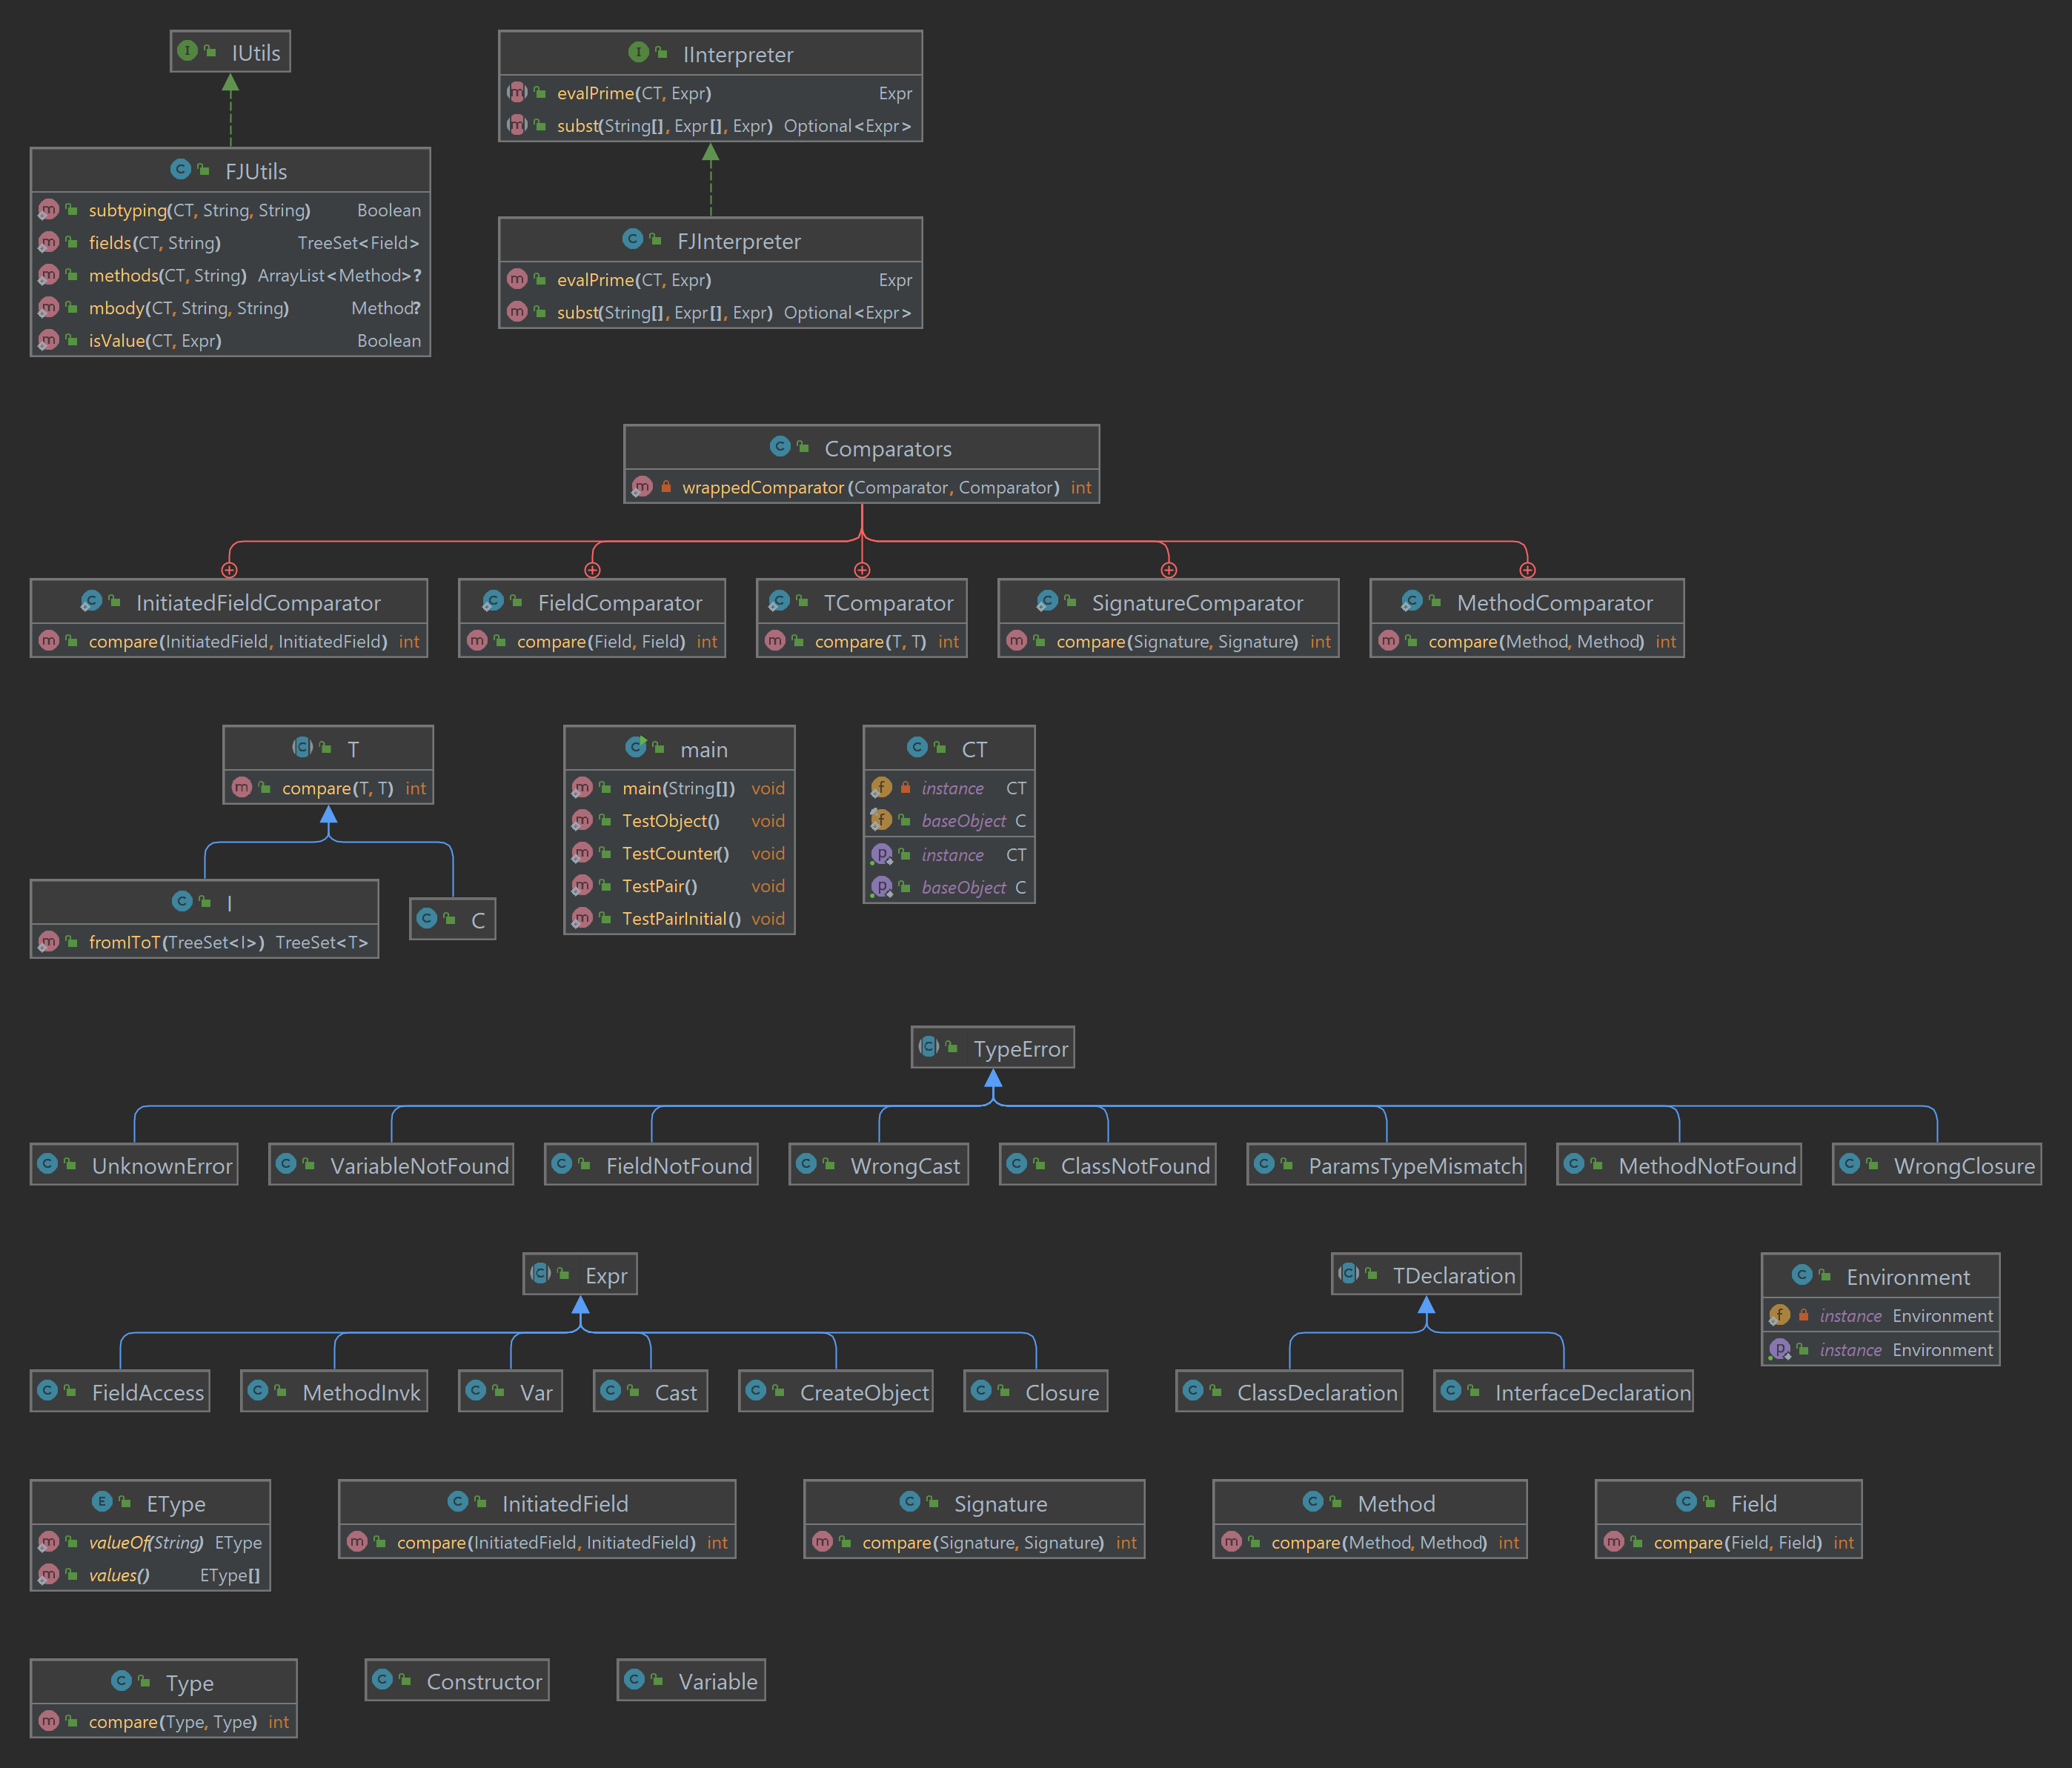 IUtils
IInterpreter
evalPrime(CT, Expr) Expr
subst(String[], Expr[], Expr) Optional<Expr>
FJUtils
subtyping(CT, String, String) Boolean
fields(CT, String) TreeSet<Field>
methods(CT, String) ArrayList<Method>?
mbody(CT, String, String) Method?
isValue(CT, Expr) Boolean
FJInterpreter
evalPrime(CT, Expr) Expr
subst(String[], Expr[], Expr) Optional<Expr>
Comparators
wrappedComparator(Comparator, Comparator) int
InitiatedFieldComparator
compare(InitiatedField, InitiatedField) int
FieldComparator
compare(Field, Field) int
TComparator
compare(T, T) int
SignatureComparator
compare(Signature, Signature) int
MethodComparator
compare(Method, Method) int
T
compare(T, T) int
I
fromIToT(TreeSet<I>) TreeSet<T>
C
main
main(String[]) void
TestObject() void
TestCounter() void
TestPair() void
TestPairInitial() void
CT
instance CT
baseObject C
instance CT
baseObject C
TypeError
UnknownError
VariableNotFound
FieldNotFound
WrongCast
ClassNotFound
ParamsTypeMismatch
MethodNotFound
WrongClosure
Expr
FieldAccess
MethodInvk
Var
Cast
CreateObject
Closure
TDeclaration
ClassDeclaration
InterfaceDeclaration
Environment
instance Environment
instance Environment
EType
valueOf(String) EType
values() EType[]
InitiatedField
compare(InitiatedField, InitiatedField) int
Signature
compare(Signature, Signature) int
Method
compare(Method, Method) int
Field
compare(Field, Field) int
Type
compare(Type, Type) int
Constructor
Variable